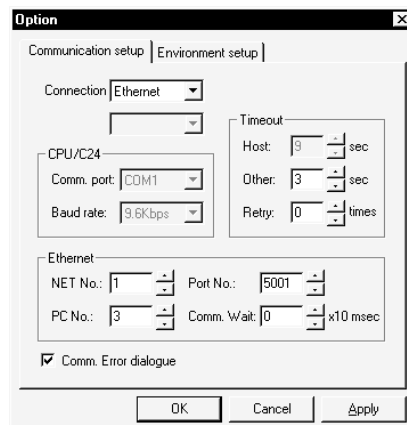 Option
Communication setup Environment setup
Connection Ethernet
Timeout
Host: 9 sec
CPU/C24
Comm. port: COM1
Other: 3 sec
Baud rate: 9.6Kbps
Retry: 0 times
Ethernet
NET No.: 1 Port No.: 5001
PC No.: 3 Comm. Wait: 0 x10 msec
Comm. Error dialogue
OK Cancel Apply